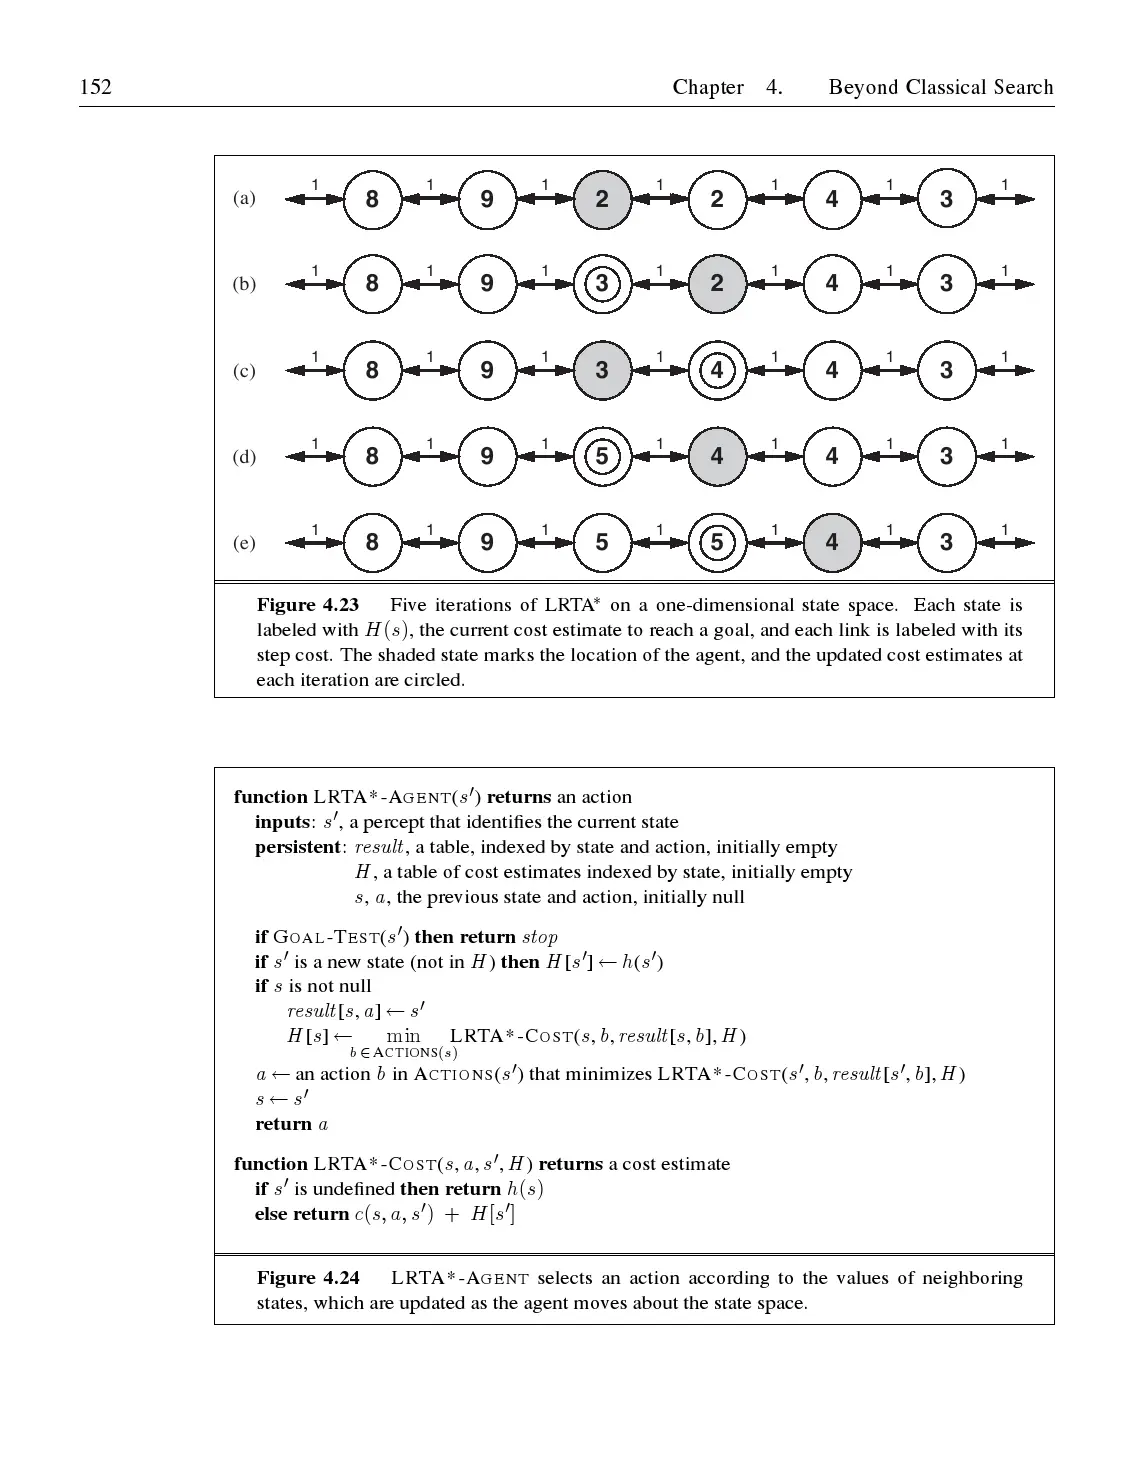 152 Chapter 4. Beyond Classical Search
(a) 1 8 1 9 1 2 1 2 1 4 1 3 1
(b) 1 8 1 9 1 3 1 2 1 4 1 3 1
(c) 1 8 1 9 1 3 1 4 1 4 1 3 1
(d) 1 8 1 9 1 5 1 4 1 4 1 3 1
(e) 1 8 1 9 1 5 1 5 1 4 1 3 1
Figure 4.23 Five iterations of LRTA* on a one-dimensional state space. Each state is
labeled with H(s), the current cost estimate to reach a goal, and each link is labeled with its
step cost. The shaded state marks the location of the agent, and the updated cost estimates at
each iteration are circled.
function LRTA*-AGENT(s′) returns an action
inputs: s′, a percept that identifies the current state
persistent: result, a table, indexed by state and action, initially empty
H, a table of cost estimates indexed by state, initially empty
s, a, the previous state and action, initially null
if GOAL-TEST(s′) then return stop
if s′ is a new state (not in H) then H[s′] ← h(s′)
if s is not null
result[s, a] ← s′
H[s] ← min LRTA*-COST(s, b, result[s, b], H)
b ∈ ACTIONS(s)
a ← an action b in ACTIONS(s′) that minimizes LRTA*-COST(s′, b, result[s′, b], H)
s ← s′
return a
function LRTA*-COST(s, a, s′, H) returns a cost estimate
if s′ is undefined then return h(s)
else return c(s, a, s′) + H[s′]
Figure 4.24 LRTA*-AGENT selects an action according to the values of neighboring
states, which are updated as the agent moves about the state space.